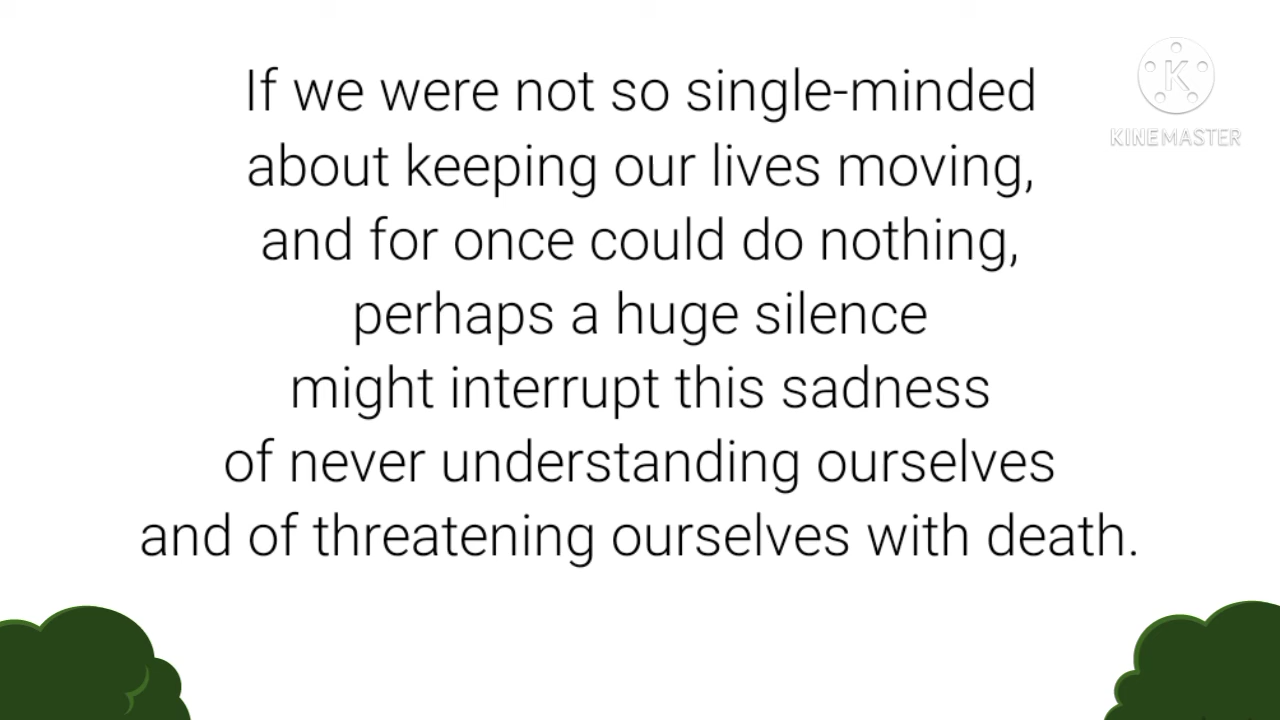 If we were not so single-minded
about keeping our lives moving,
and for once could do nothing,
perhaps a huge silence
might interrupt this sadness
of never understanding ourselves
and of threatening ourselves with death.
K
KINEMASTER